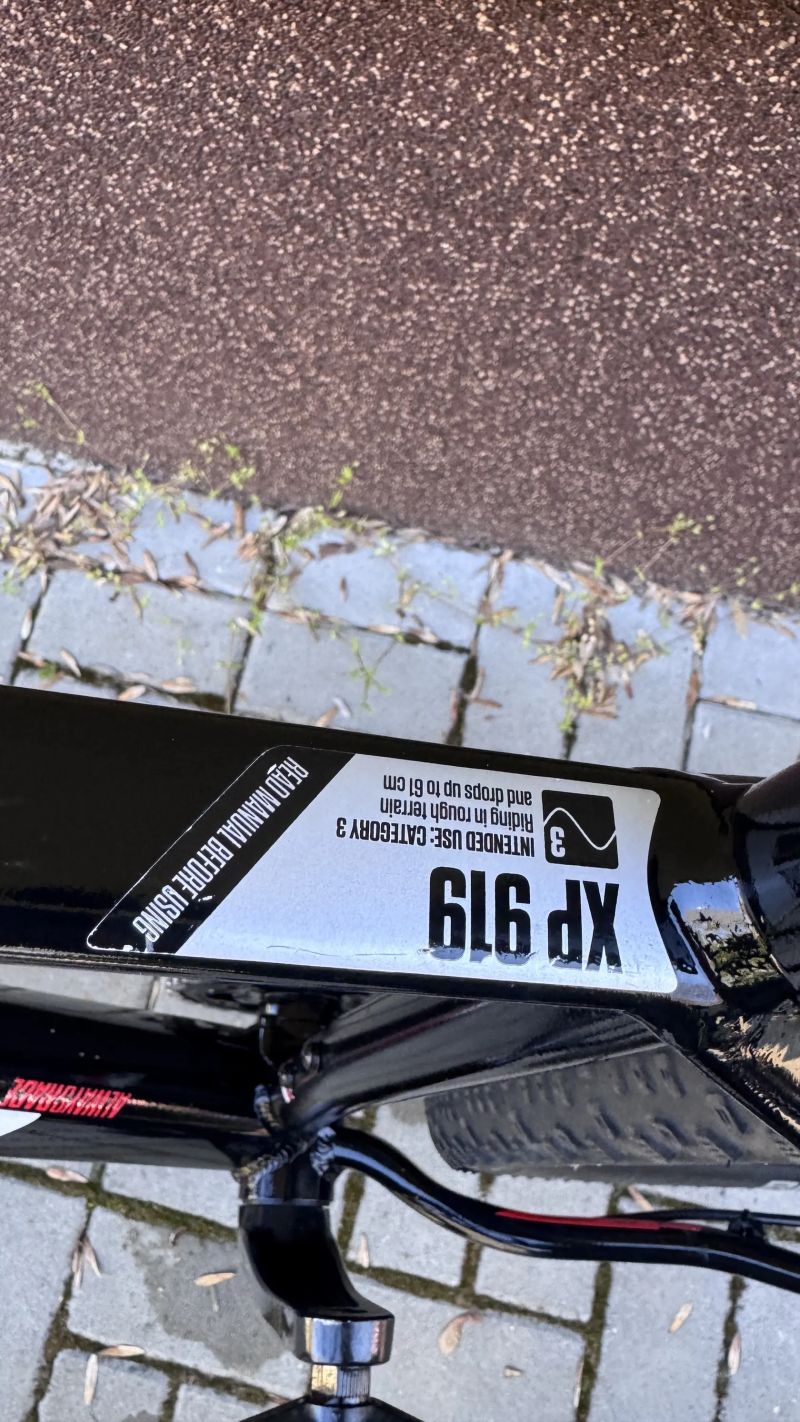 XP 919
3
INTENDED USE: CATEGORY 3
Riding in rough terrain
and drops up to 61 cm
READ MANUAL BEFORE USING